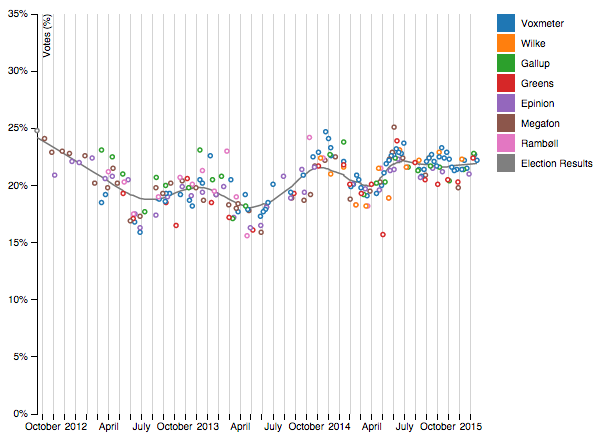 35%
30%
25%
20%
15%
10%
5%
0%
Votes (%)
October 2012 April July October 2013 April July October 2014 April July October 2015
Voxmeter
Wilke
Gallup
Greens
Epinion
Megafon
Rambøll
Election Results